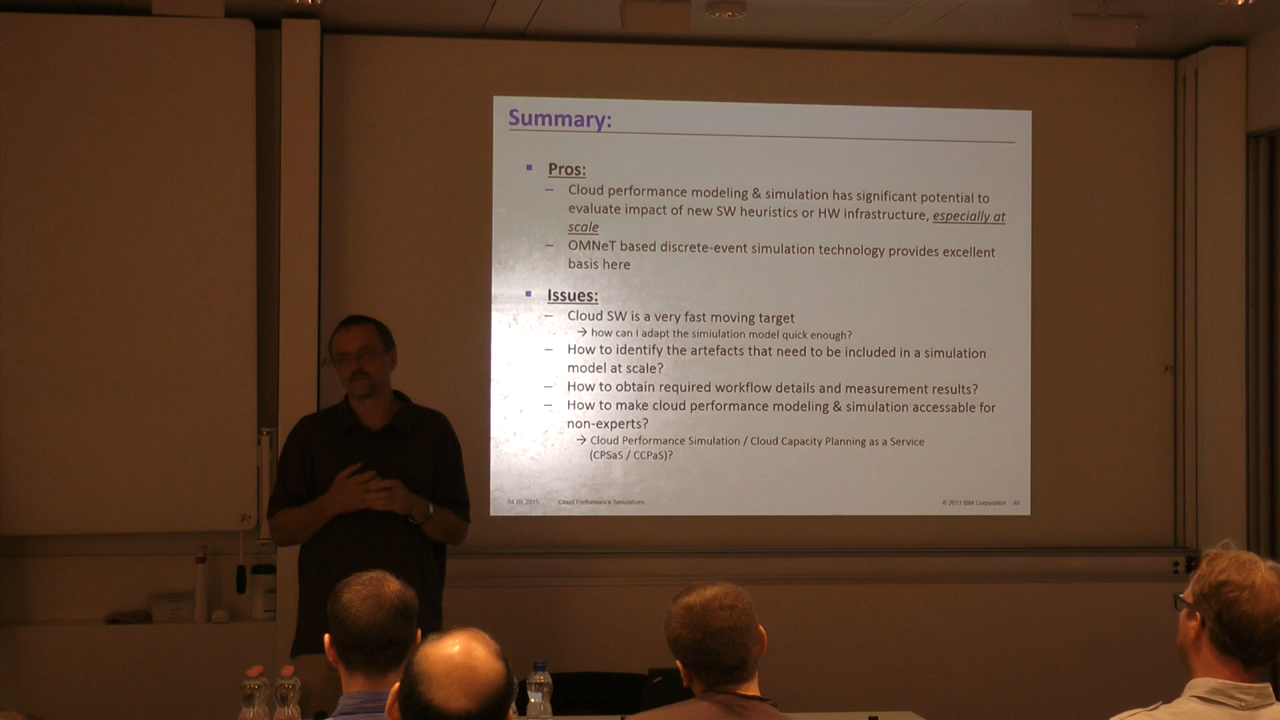 Summary:
▪ Pros:
– Cloud performance modeling & simulation has significant potential to
evaluate impact of new SW heuristics or HW infrastructure, especially at
scale
– OMNeT based discrete-event simulation technology provides excellent
basis here
▪ Issues:
– Cloud SW is a very fast moving target
→ how can I adapt the simiulation model quick enough?
– How to identify the artefacts that need to be included in a simulation
model at scale?
– How to obtain required workflow details and measurement results?
– How to make cloud performance modeling & simulation accessable for
non-experts?
→ Cloud Performance Simulation / Cloud Capacity Planning as a Service
(CPSaS / CCPaS)?
04.09.2015 Cloud Performance Simulations © 2013 IBM Corporation